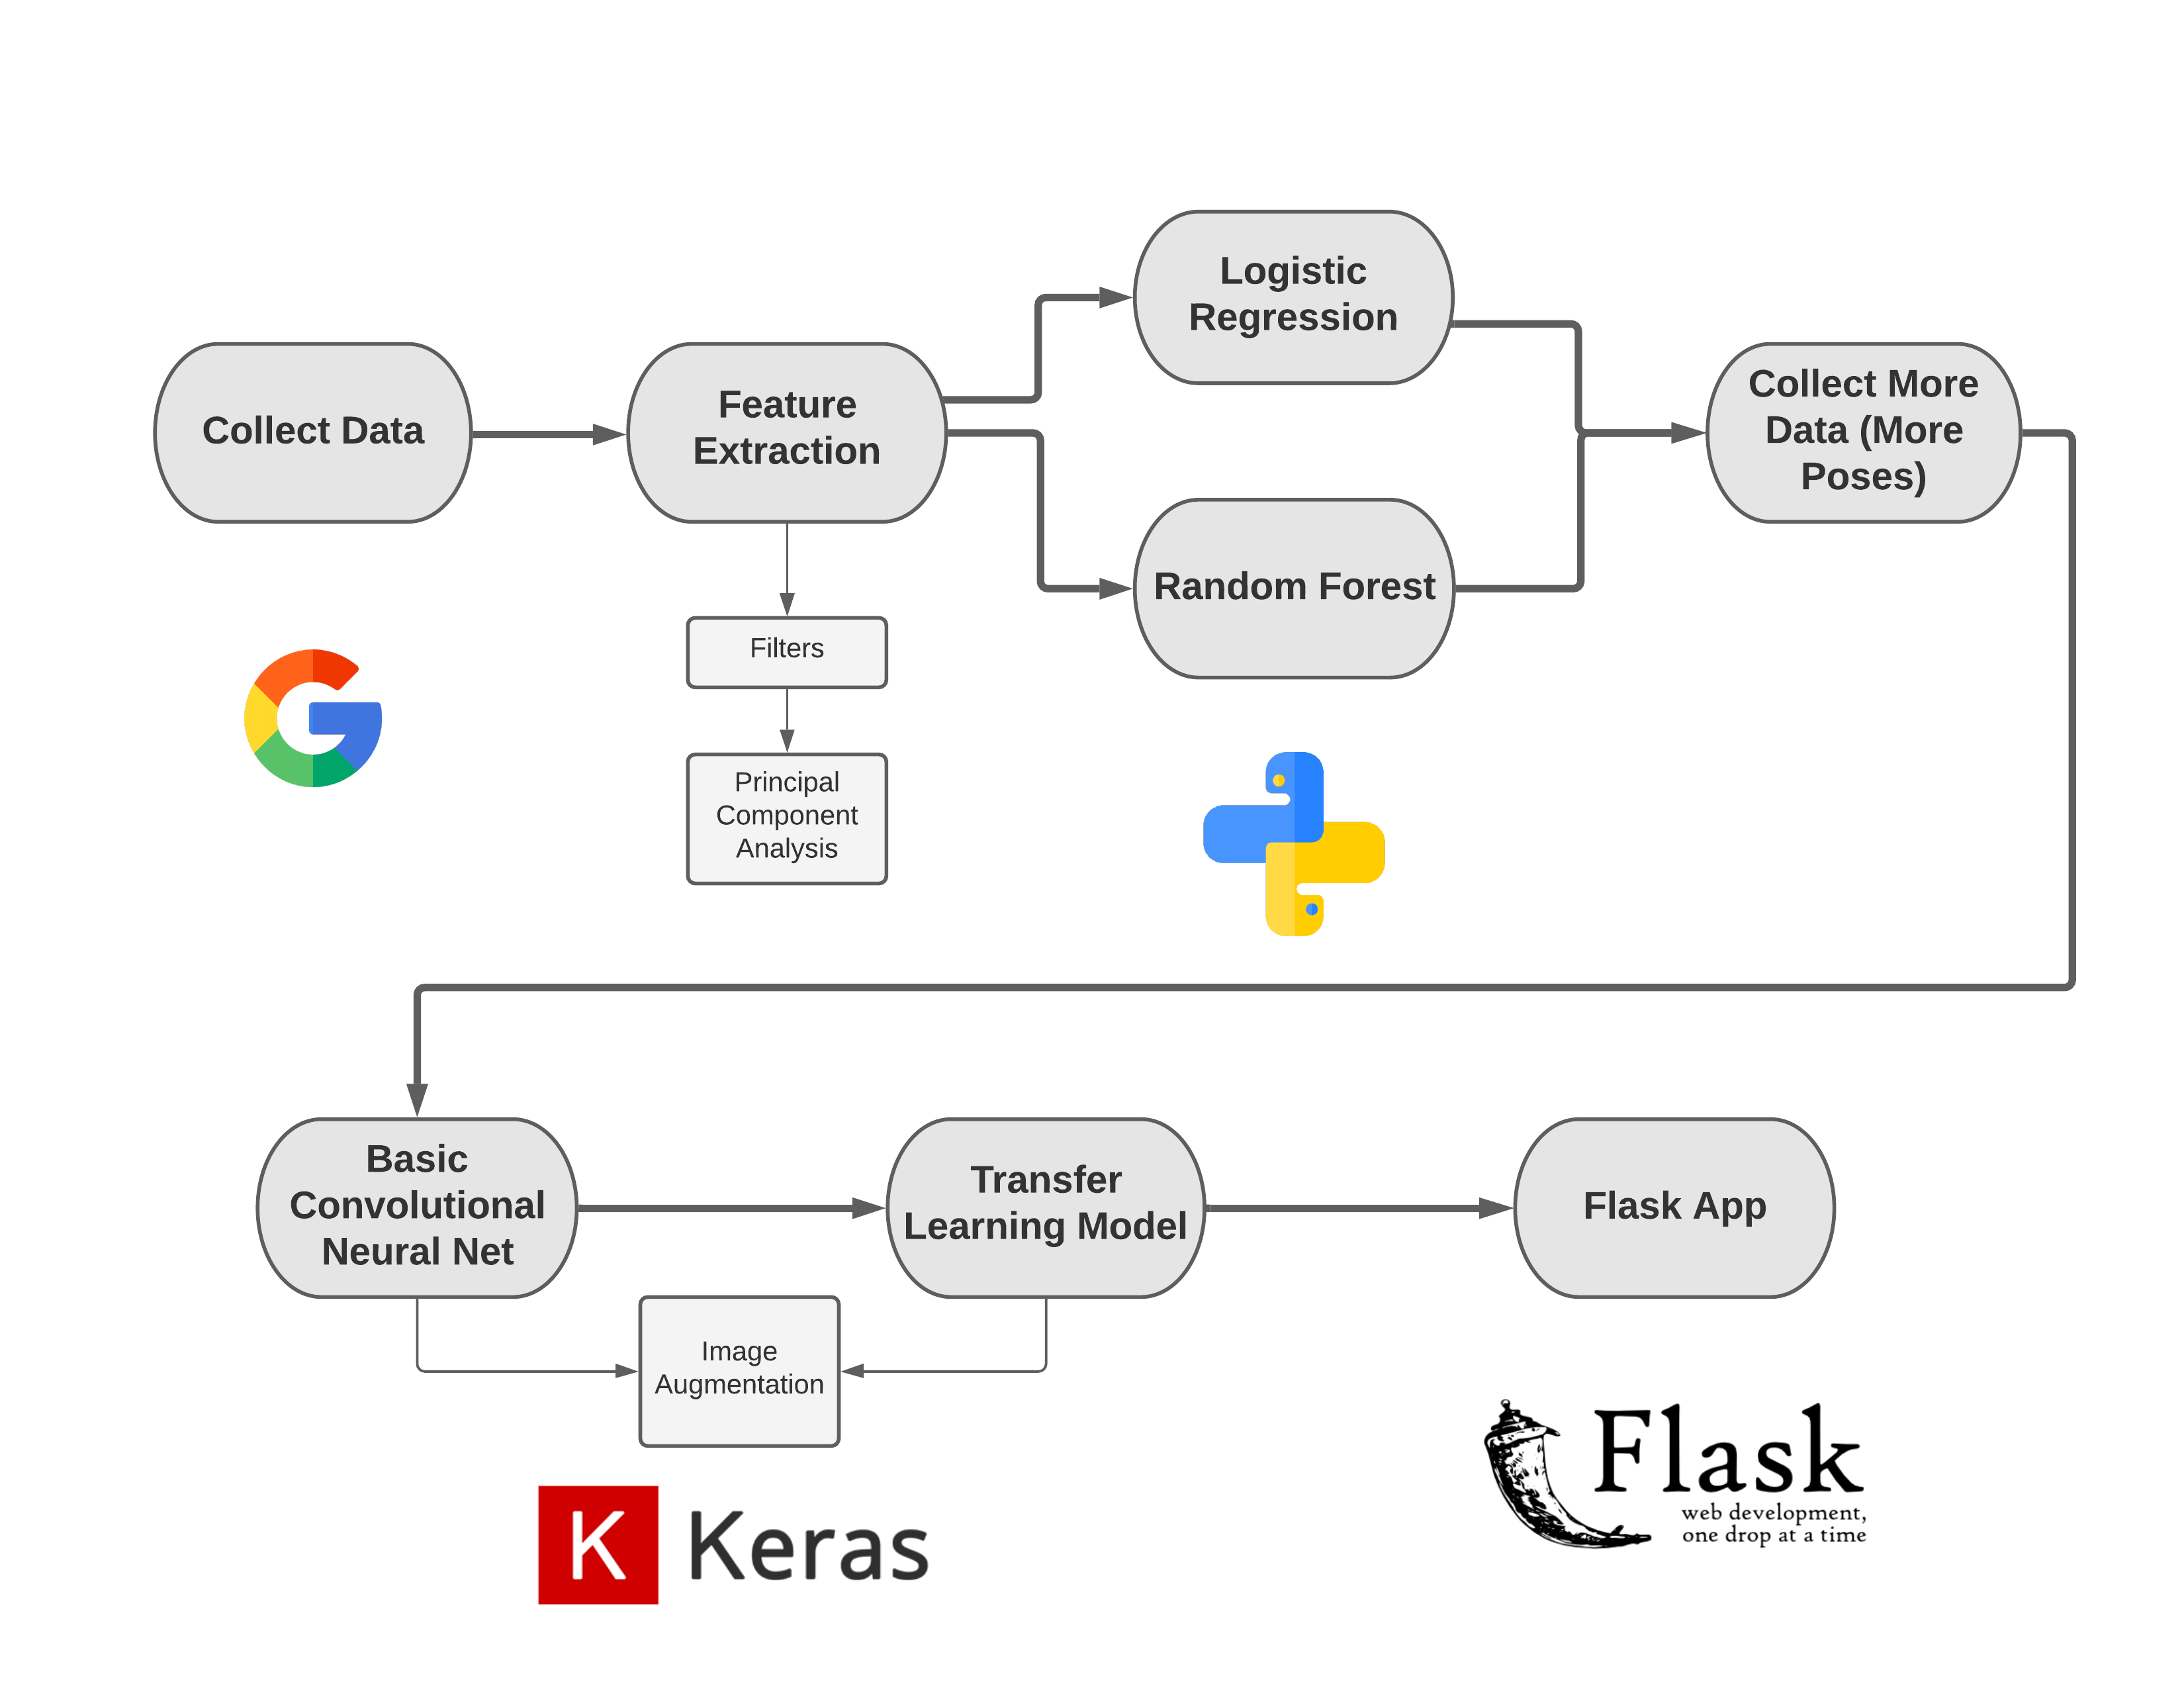 Collect Data
Feature
Extraction
Filters
Principal
Component
Analysis
Logistic
Regression
Random Forest
Collect More
Data (More
Poses)
Basic
Convolutional
Neural Net
Transfer
Learning Model
Flask App
Image
Augmentation
K Keras
Flask
web development,
one drop at a time